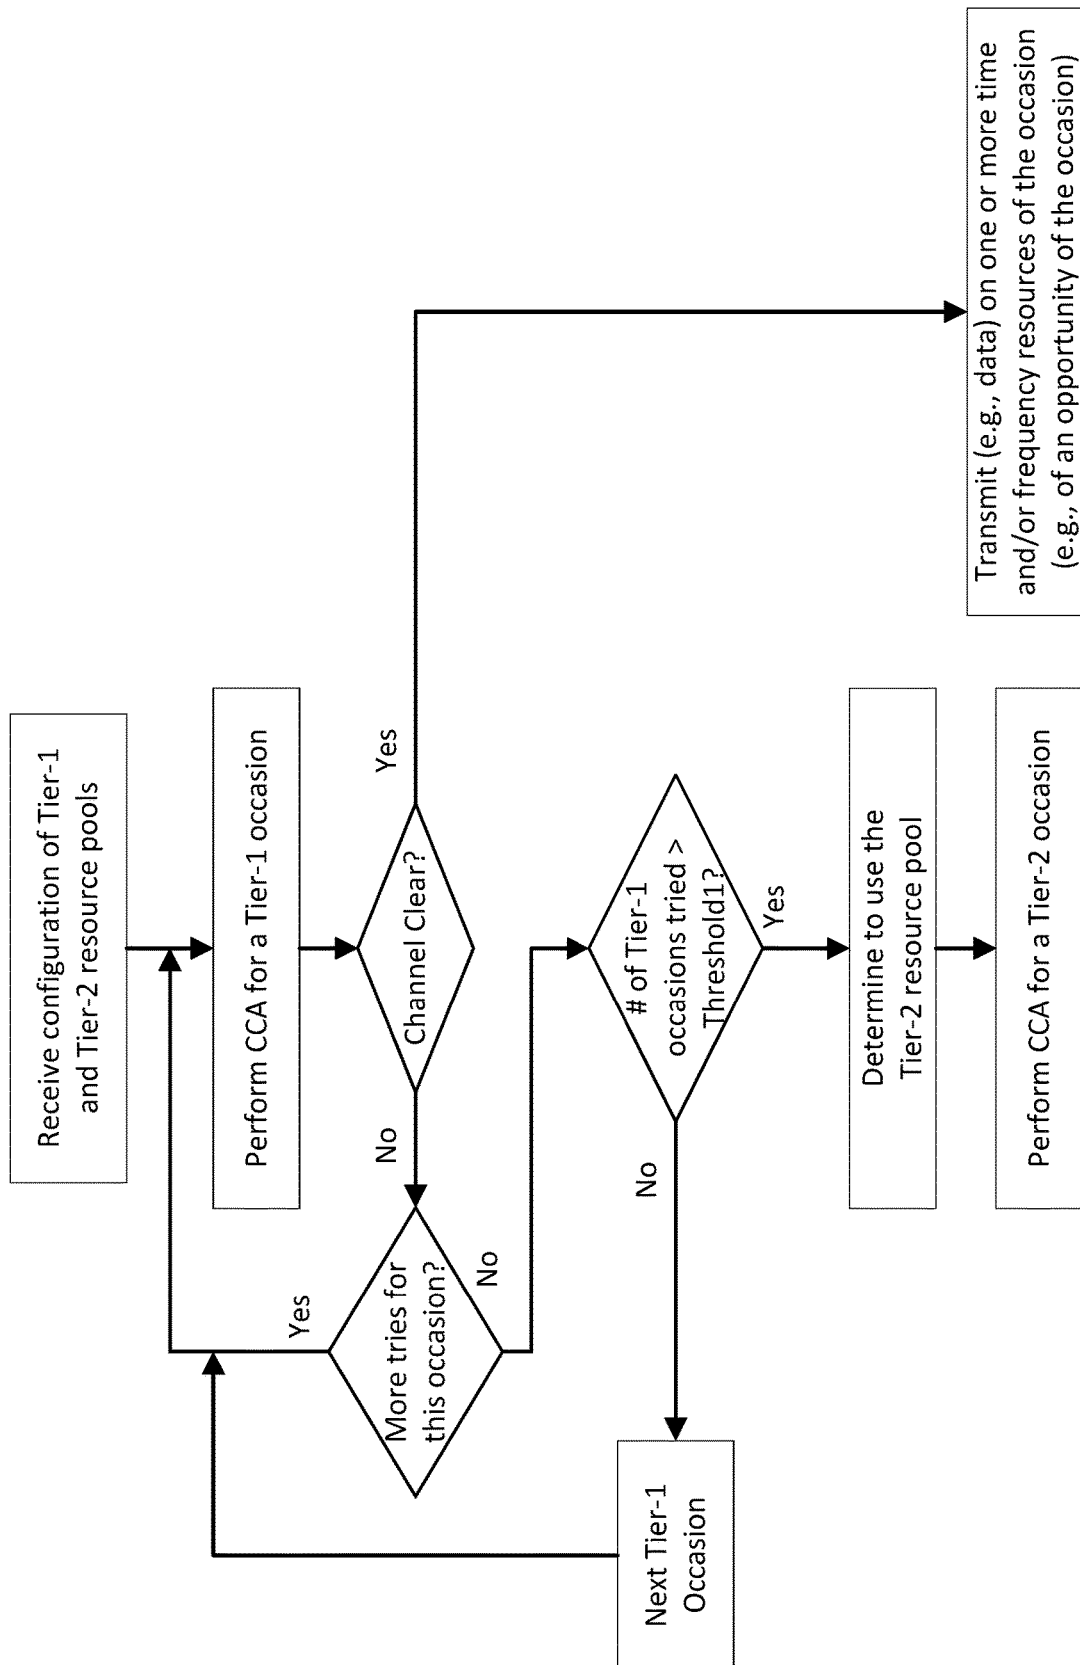 Receive configuration of Tier-1
and Tier-2 resource pools
Perform CCA for a Tier-1 occasion
Channel Clear?
Yes
No
More tries for
this occasion?
Yes
No
# of Tier-1
occasions tried >
Threshold1?
No
Yes
Next Tier-1
Occasion
Determine to use the
Tier-2 resource pool
Perform CCA for a Tier-2 occasion
Transmit (e.g., data) on one or more time
and/or frequency resources of the occasion
(e.g., of an opportunity of the occasion)